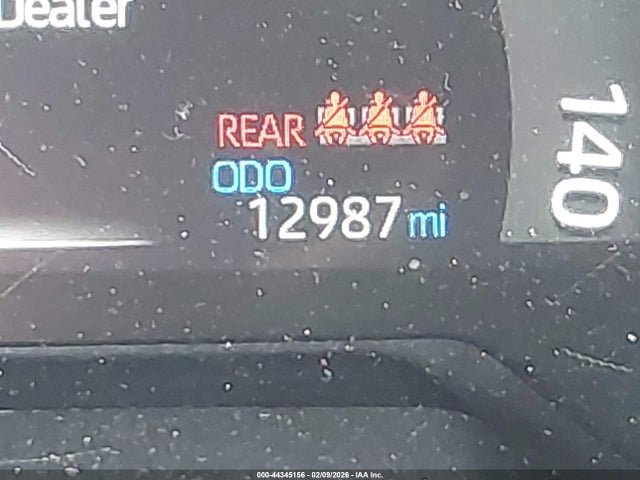 Dealer
REAR
ODO
12987 mi
140
000-44345156 - 02/09/2026 - IAA Inc.